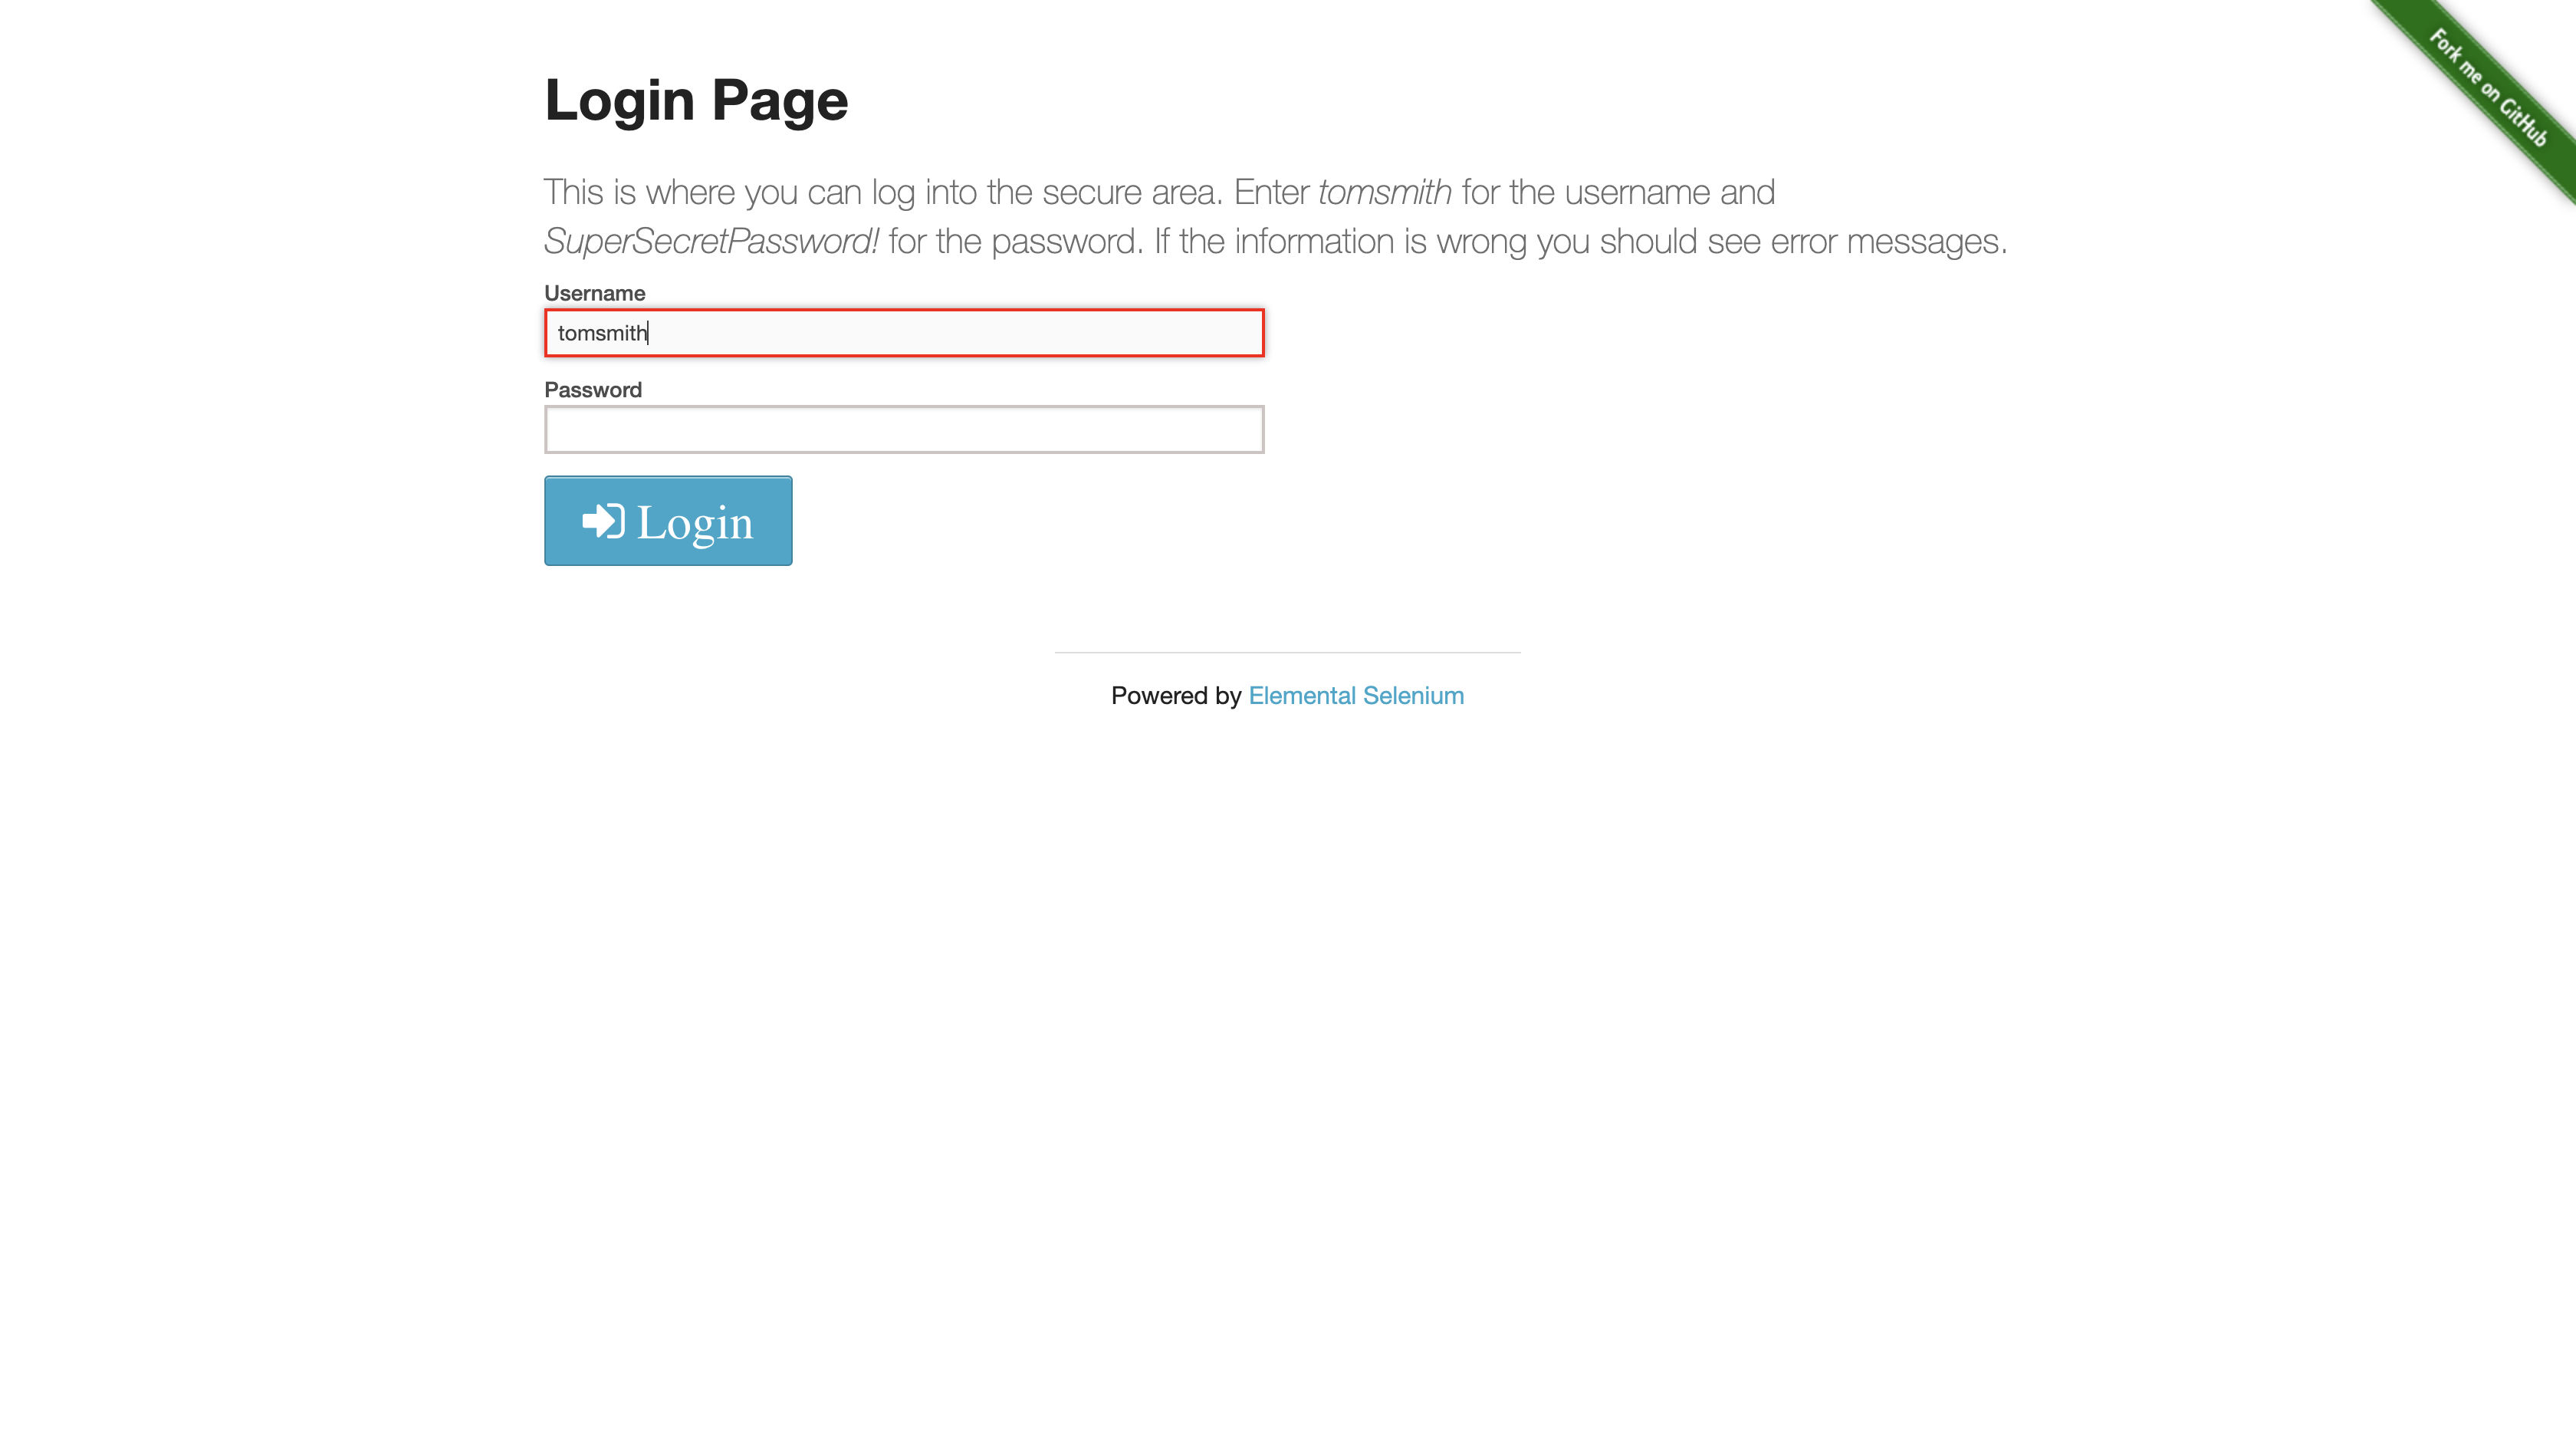 Fork me on GitHub
Login Page
This is where you can log into the secure area. Enter tomsmith for the username and
SuperSecretPassword! for the password. If the information is wrong you should see error messages.
Username
tomsmith
Password
Login
Powered by Elemental Selenium